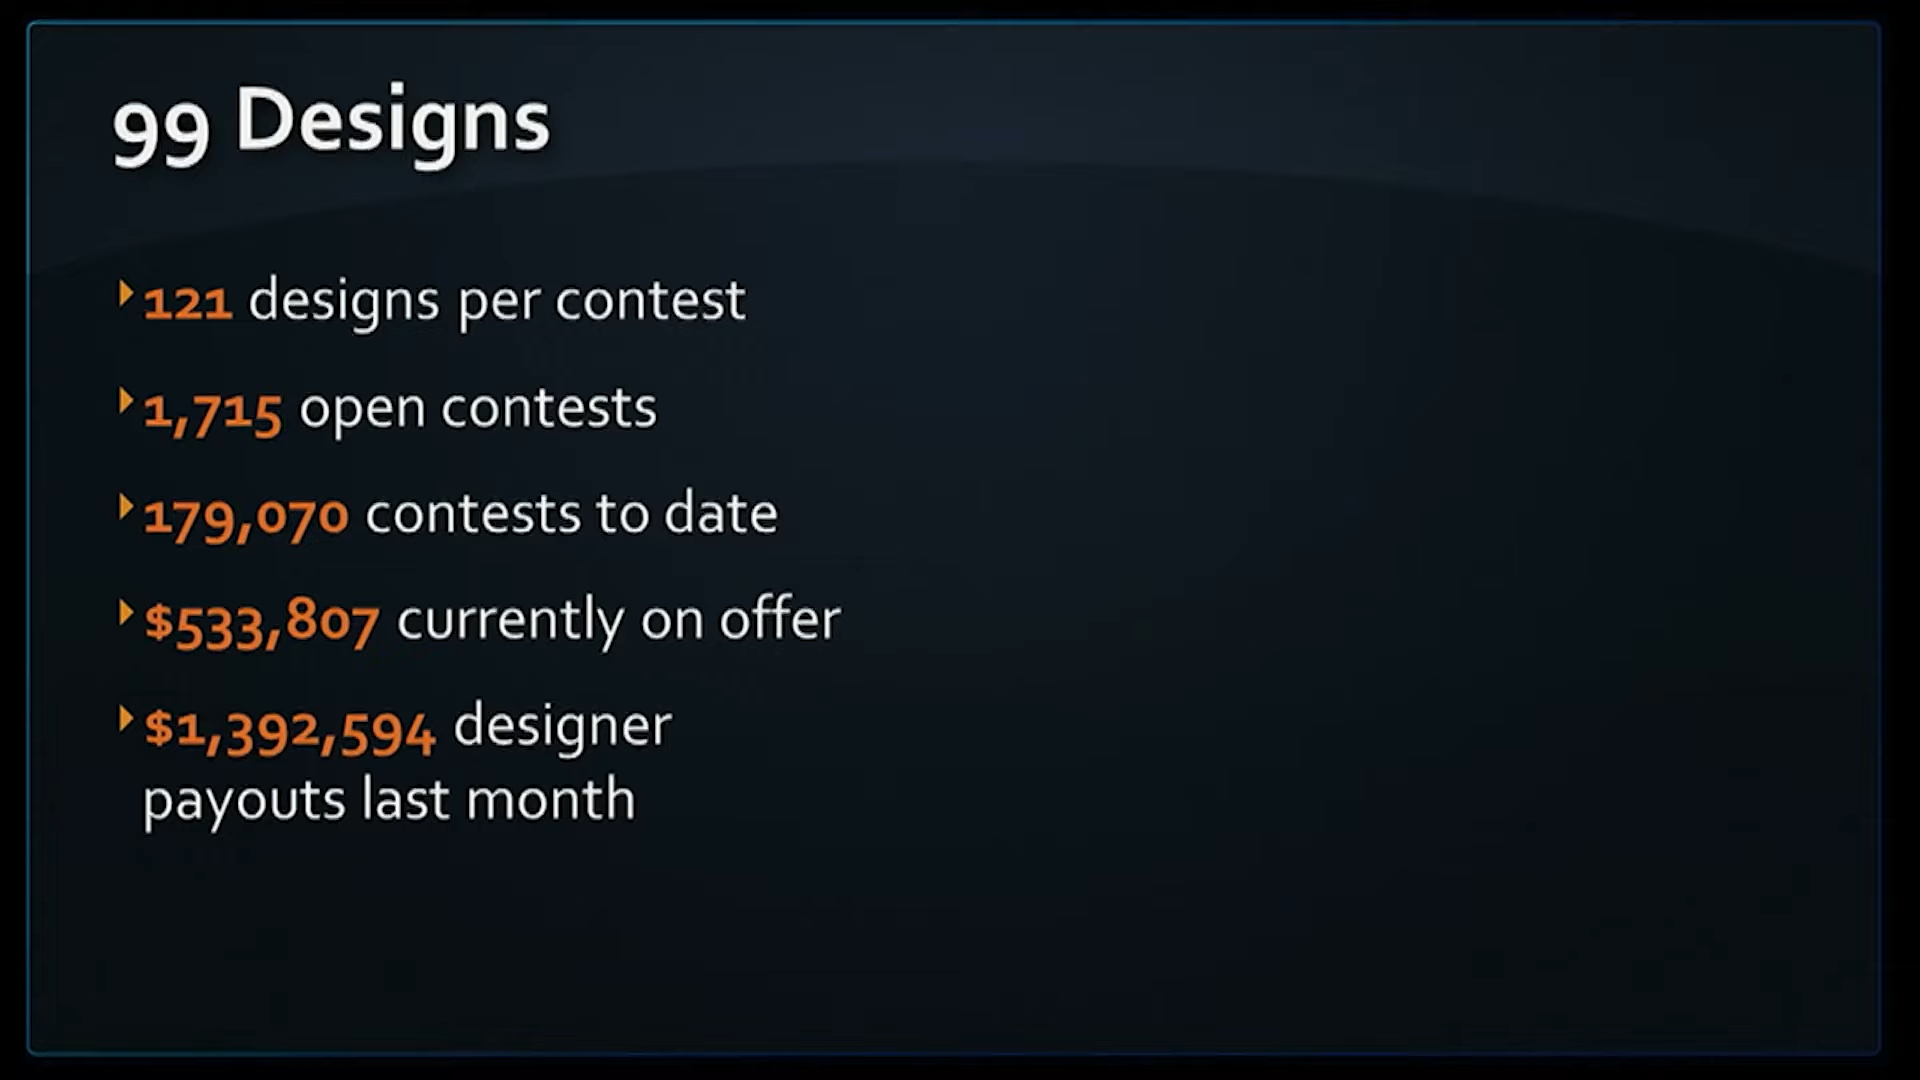 99 Designs
121 designs per contest
1,715 open contests
179,070 contests to date
$533,807 currently on offer
$1,392,594 designer
payouts last month